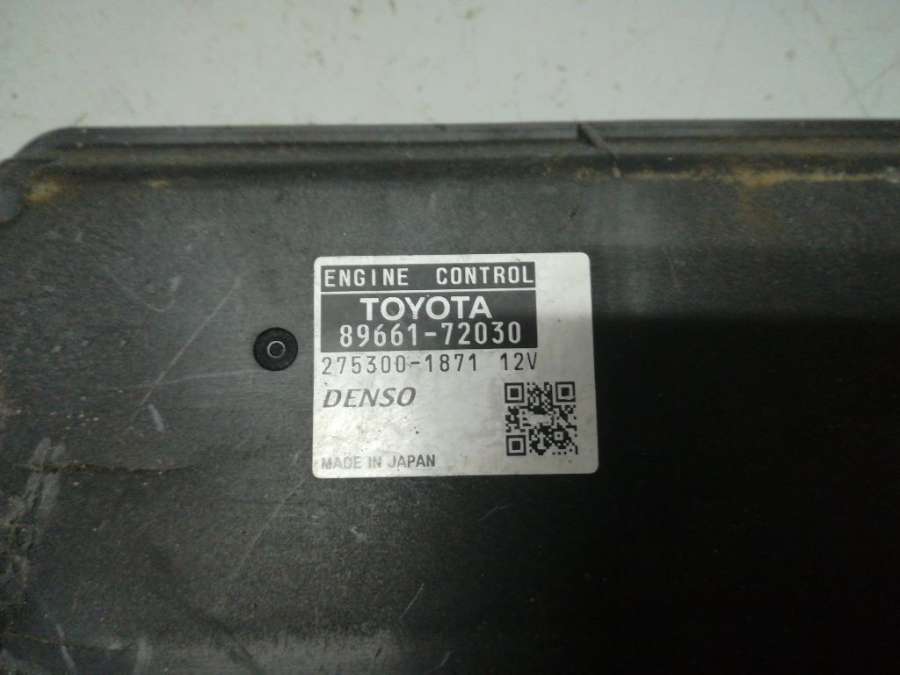 ENGINE CONTROL
TOYOTA
89661-72030
275300-1871 12V
DENSO
MADE IN JAPAN